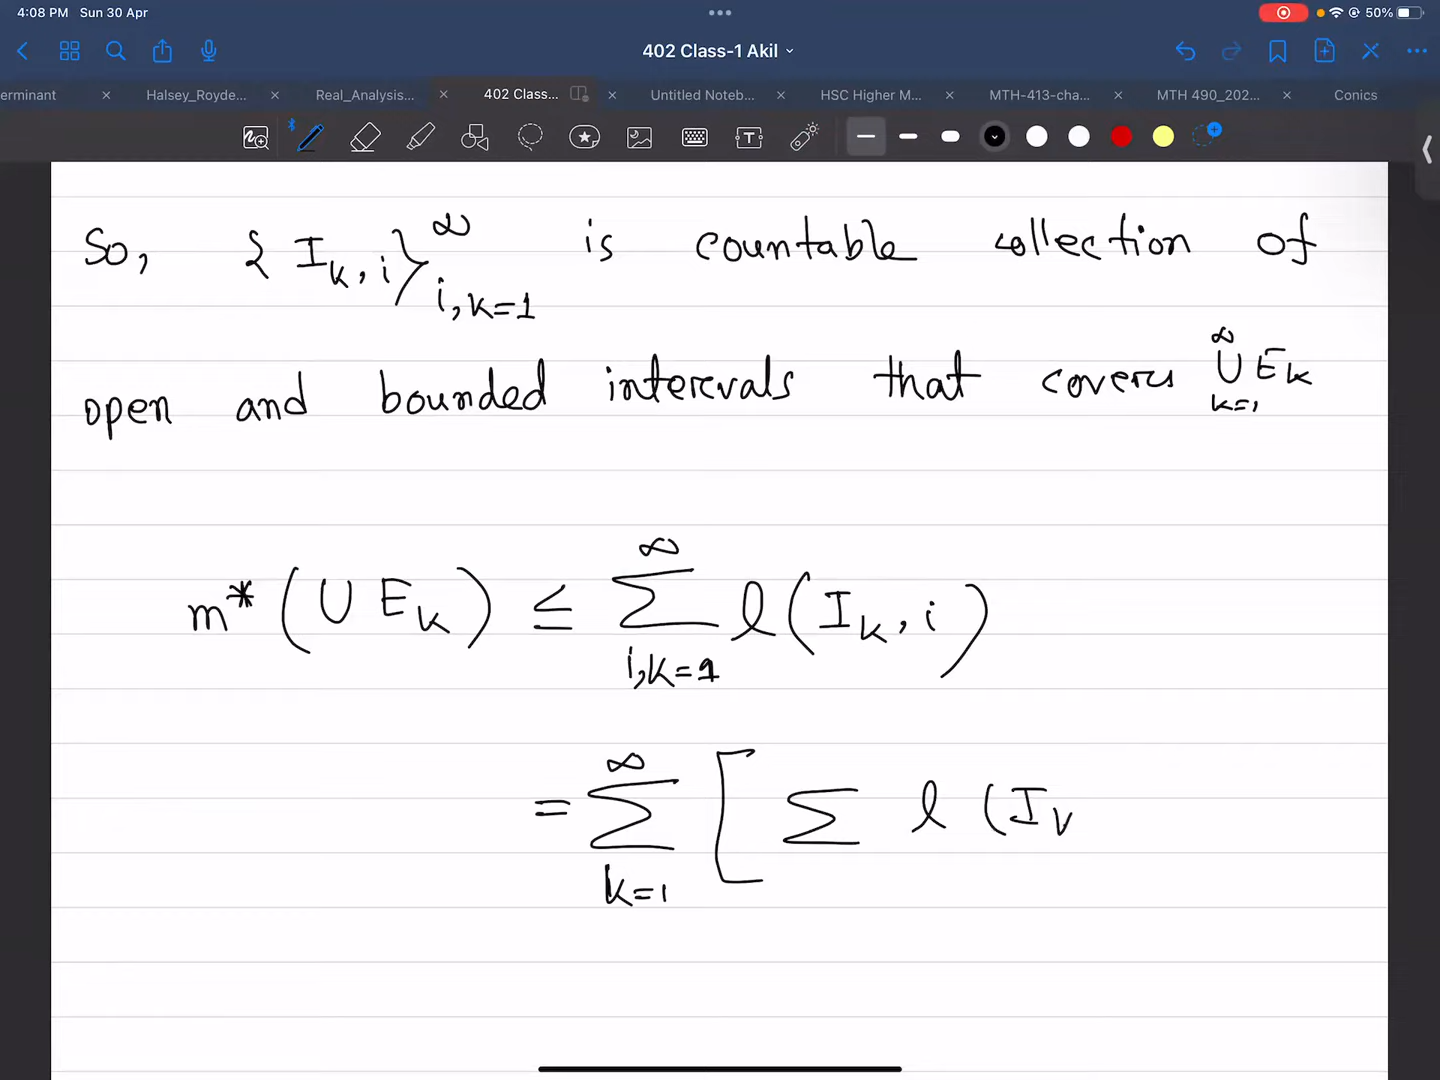 4:08 PM Sun 30 Apr 50%
402 Class-1 Akil
erminant Halsey_Royde... Real_Analysis... 402 Class... Untitled Noteb... HSC Higher M... MTH-413-cha... MTH 490_202... Conics
So, {I_{k,i}}_{i,k=1}^∞ is countable collection of
open and bounded intervals that covers ∪_{k=1}^∞ E_k
m*(∪ E_k) ≤ ∑_{i,k=1}^∞ l(I_{k,i})
= ∑_{k=1}^∞ [ ∑ l (I